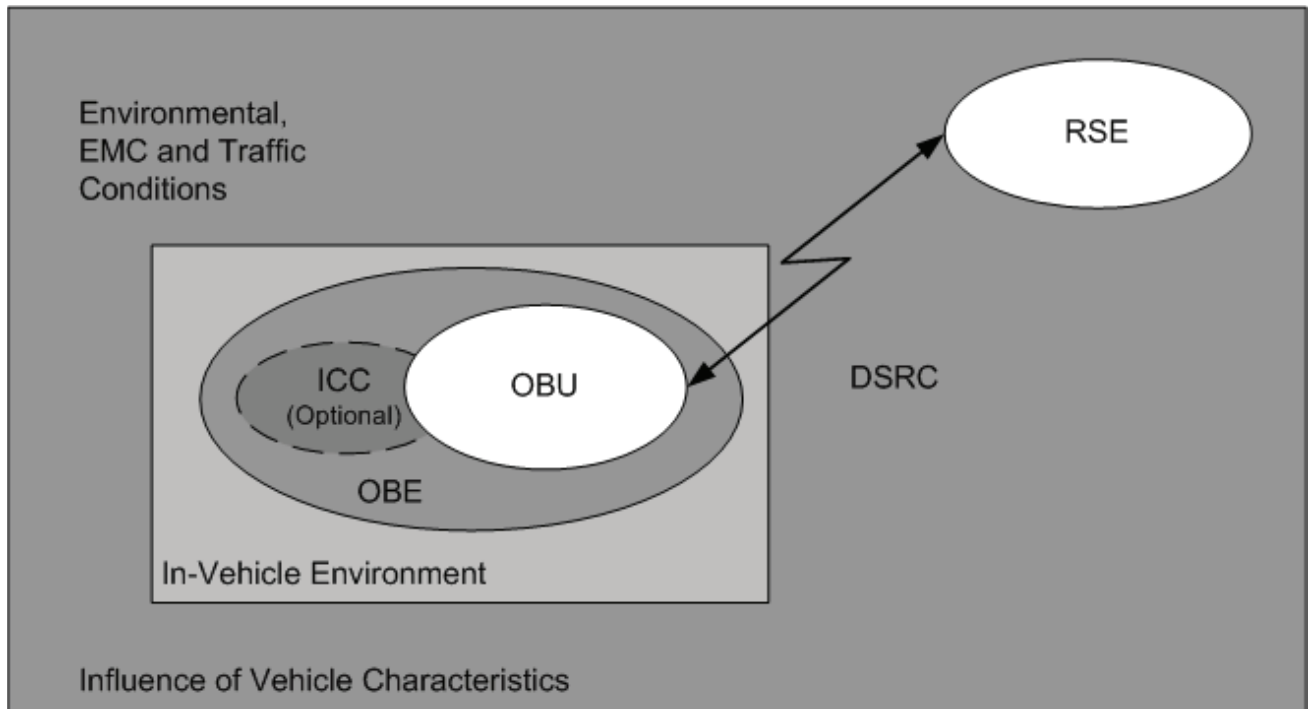 Environmental,
EMC and Traffic
Conditions
RSE
ICC
(Optional)
OBU
DSRC
OBE
In-Vehicle Environment
Influence of Vehicle Characteristics